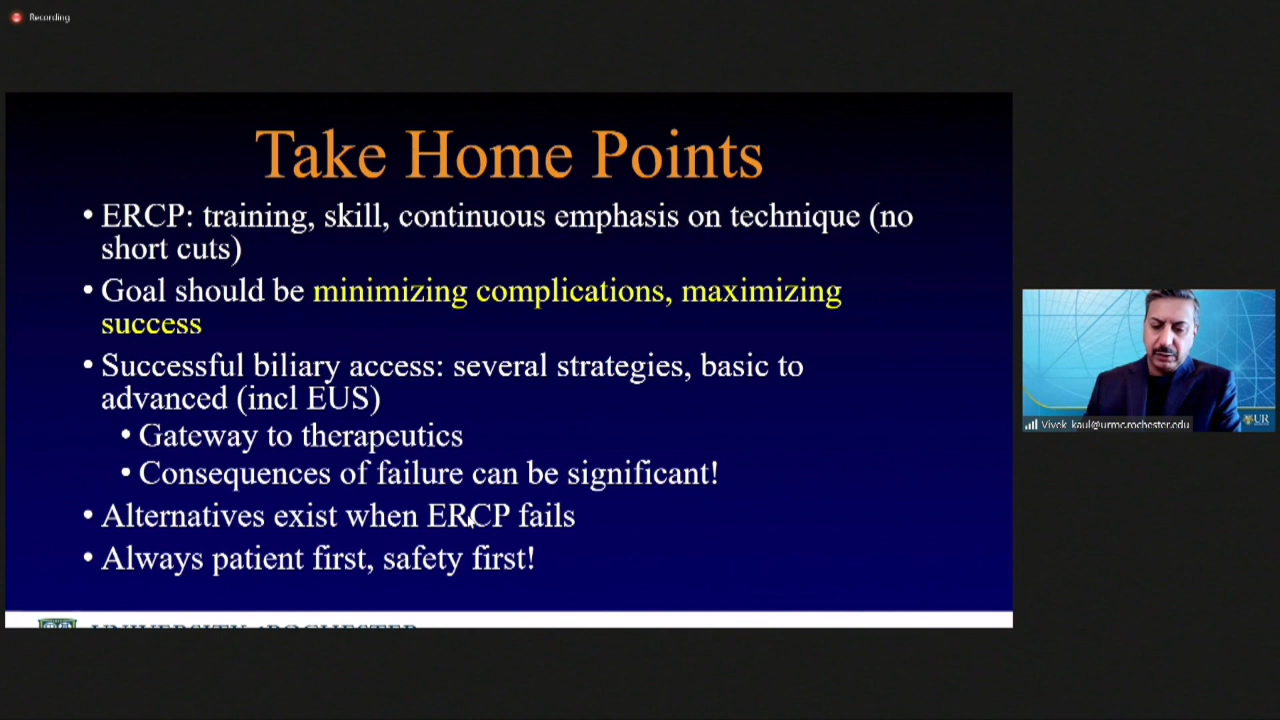 Recording
Take Home Points
• ERCP: training, skill, continuous emphasis on technique (no
short cuts)
• Goal should be minimizing complications, maximizing
success
• Successful biliary access: several strategies, basic to
advanced (incl EUS)
• Gateway to therapeutics
• Consequences of failure can be significant!
• Alternatives exist when ERCP fails
• Always patient first, safety first!
UNIVERSITY of ROCHESTER
Vivek_kaul@urmc.rochester.edu
UR